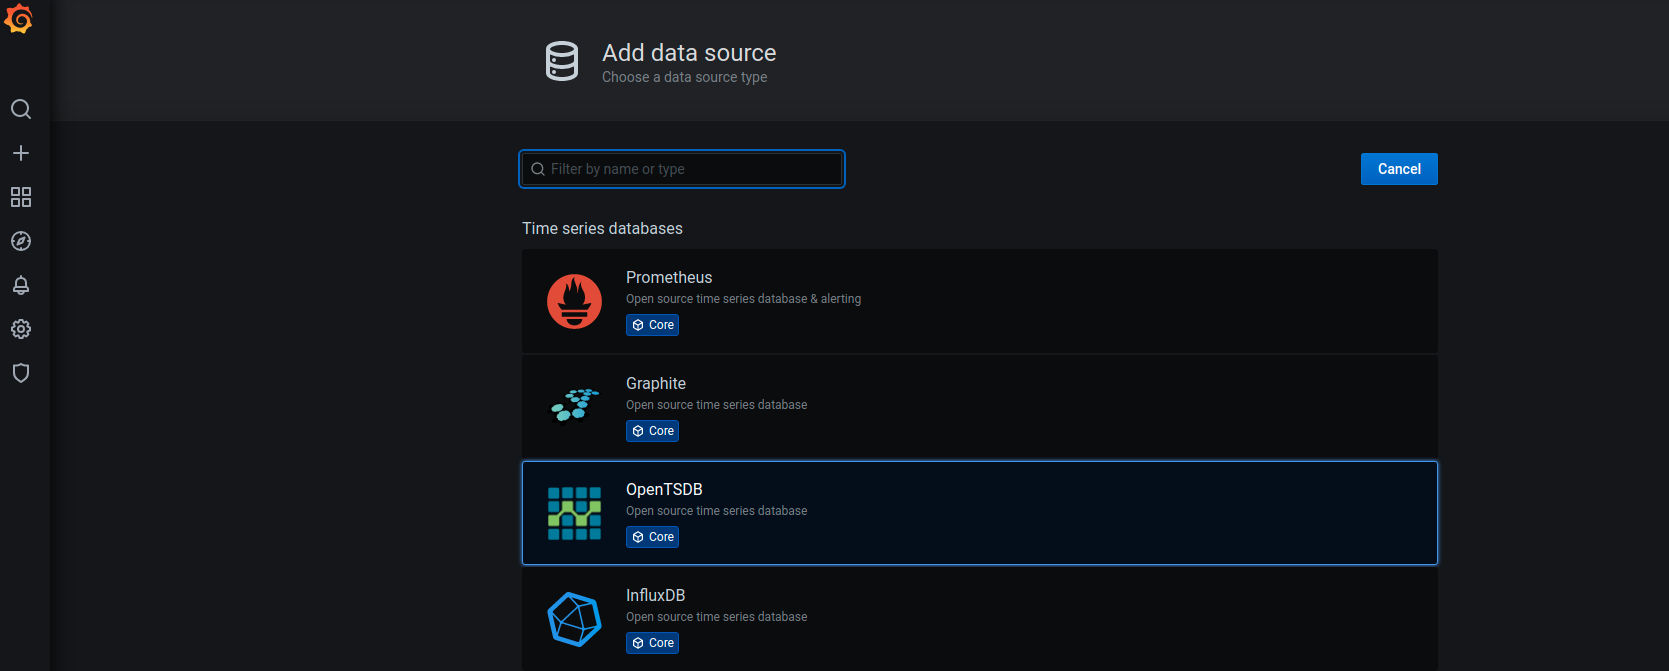 Add data source
Choose a data source type
Filter by name or type
Cancel
Time series databases
Prometheus
Open source time series database & alerting
Core
Graphite
Open source time series database
Core
OpenTSDB
Open source time series database
Core
InfluxDB
Open source time series database
Core